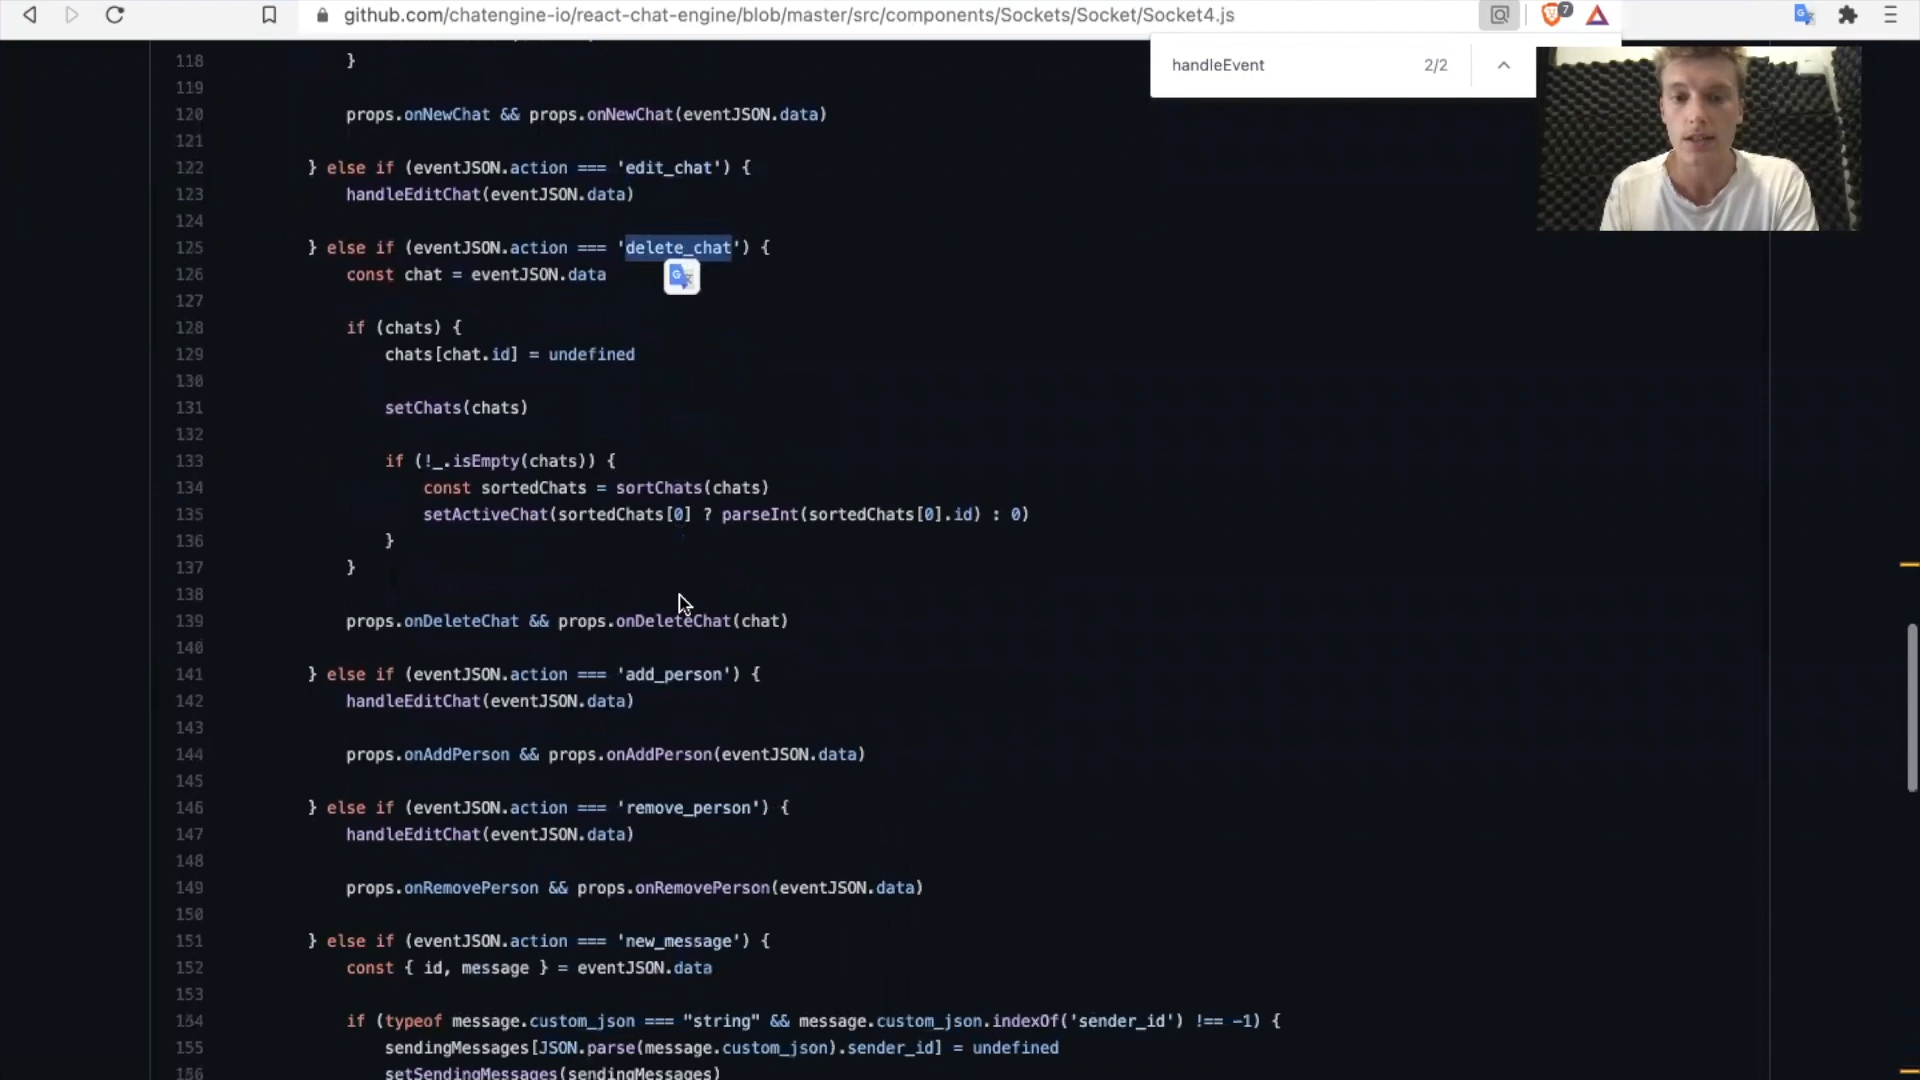 github.com/chatengine-io/react-chat-engine/blob/master/src/components/Sockets/Socket/Socket4.js
7
handleEvent 2/2
118 }
119
120 props.onNewChat && props.onNewChat(eventJSON.data)
121
122 } else if (eventJSON.action === 'edit_chat') {
123 handleEditChat(eventJSON.data)
124
125 } else if (eventJSON.action === 'delete_chat') {
126 const chat = eventJSON.data
127
128 if (chats) {
129 chats[chat.id] = undefined
130
131 setChats(chats)
132
133 if (!_.isEmpty(chats)) {
134 const sortedChats = sortChats(chats)
135 setActiveChat(sortedChats[0] ? parseInt(sortedChats[0].id) : 0)
136 }
137 }
138
139 props.onDeleteChat && props.onDeleteChat(chat)
140
141 } else if (eventJSON.action === 'add_person') {
142 handleEditChat(eventJSON.data)
143
144 props.onAddPerson && props.onAddPerson(eventJSON.data)
145
146 } else if (eventJSON.action === 'remove_person') {
147 handleEditChat(eventJSON.data)
148
149 props.onRemovePerson && props.onRemovePerson(eventJSON.data)
150
151 } else if (eventJSON.action === 'new_message') {
152 const { id, message } = eventJSON.data
153
154 if (typeof message.custom_json === "string" && message.custom_json.indexOf('sender_id') !== -1) {
155 sendingMessages[JSON.parse(message.custom_json).sender_id] = undefined
156 setSendingMessages(sendingMessages)